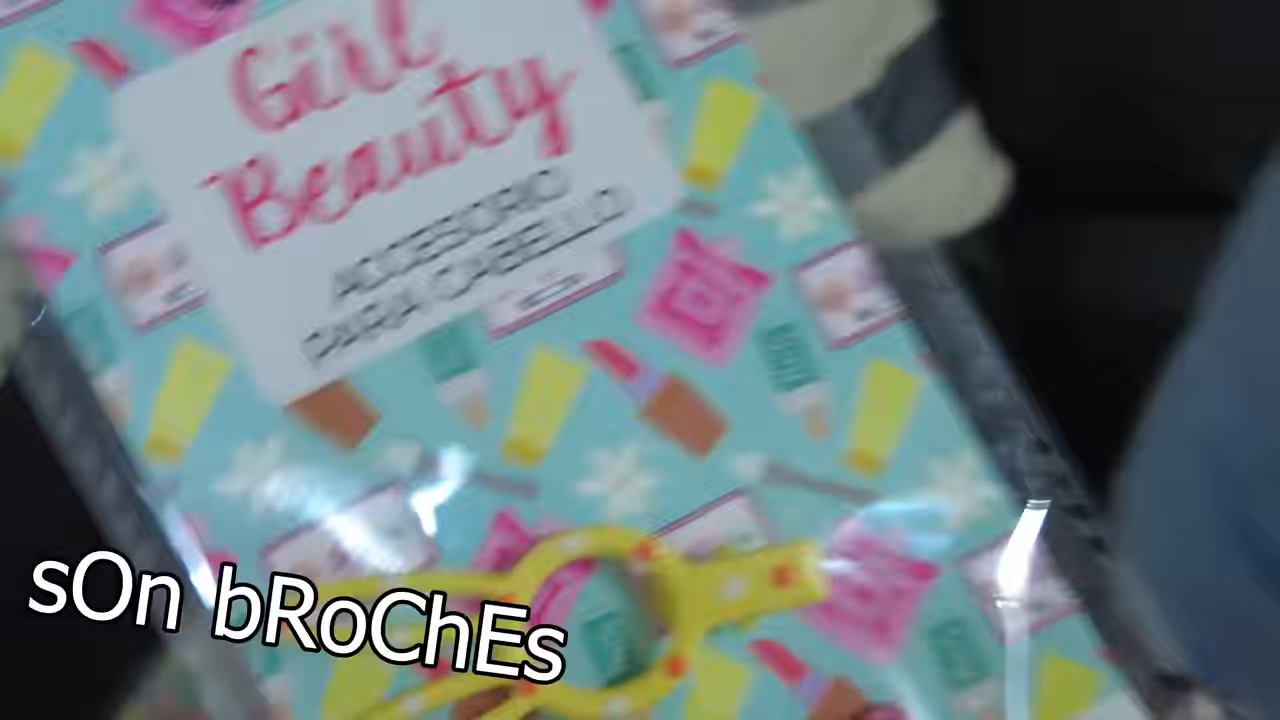 Girl
Beauty
ACCESORIO
PARA CABELLO
sOn bRoChEs